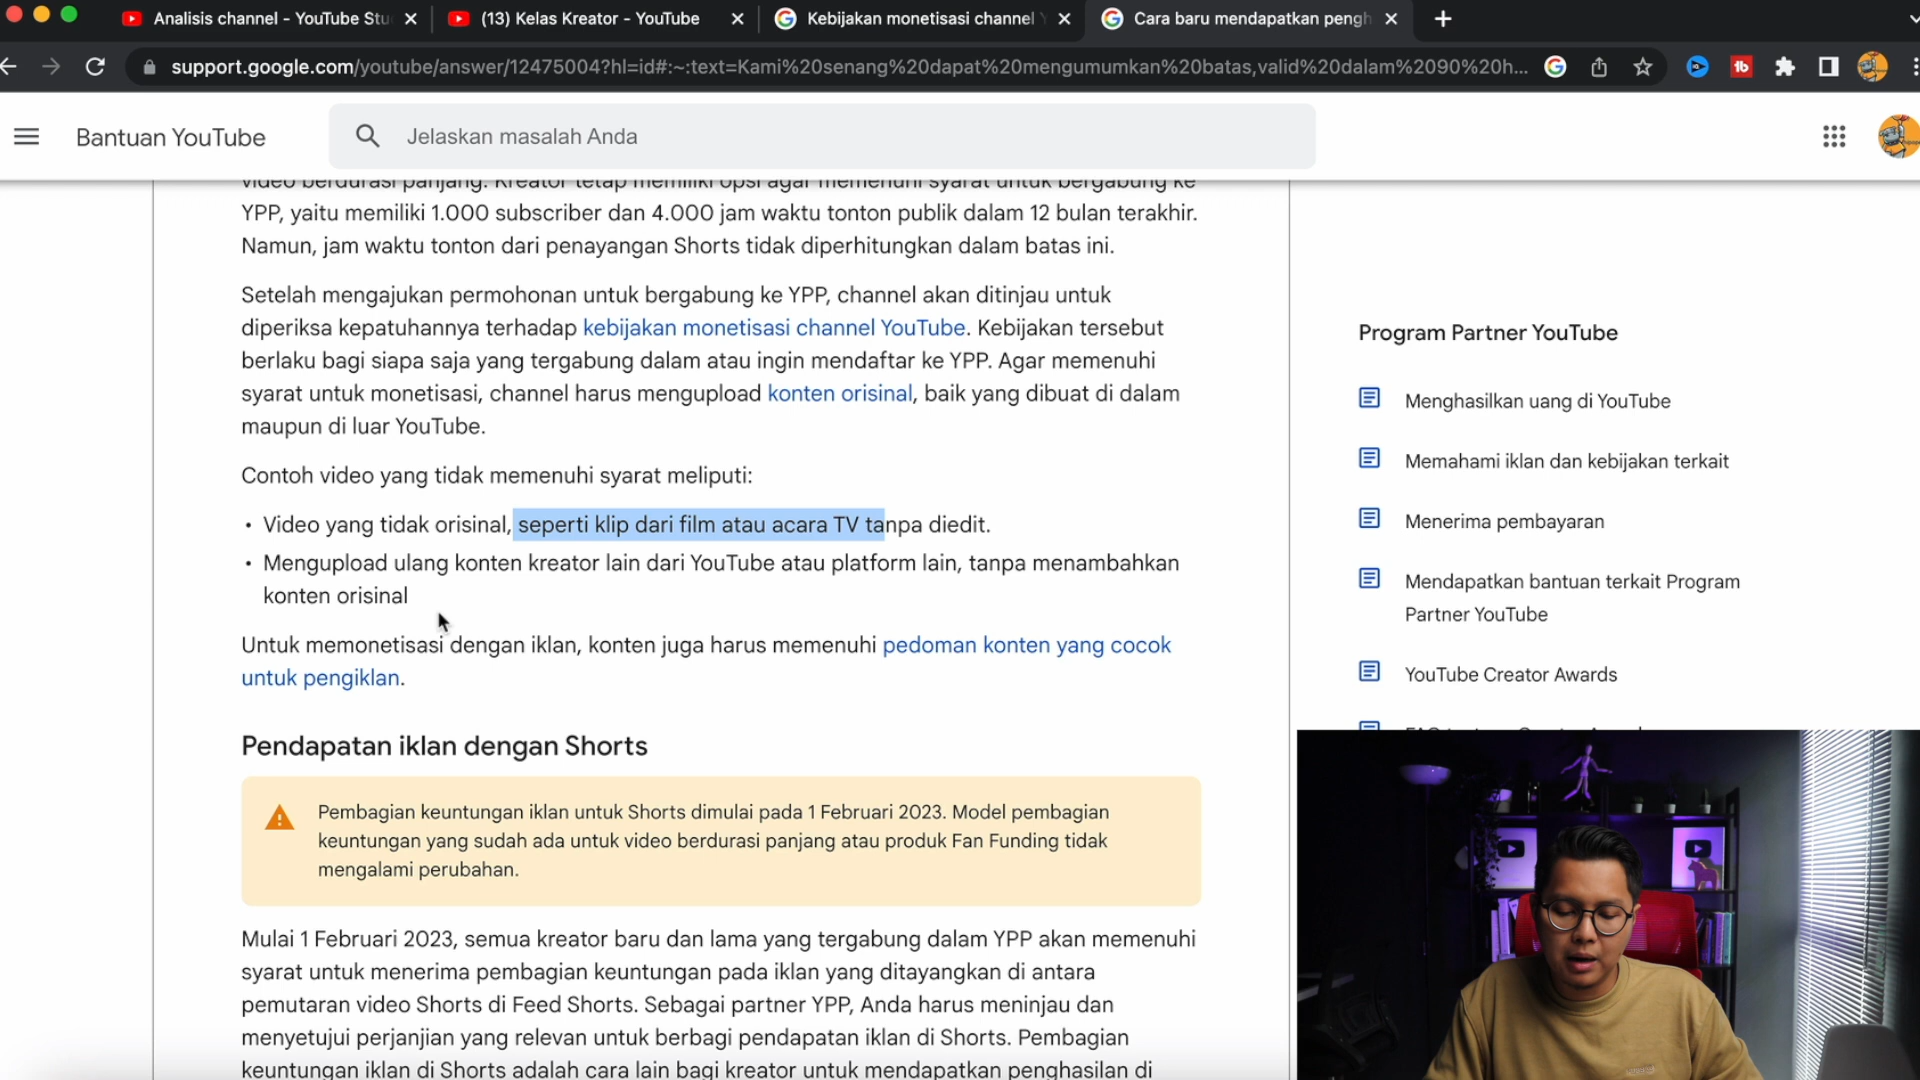 Analisis channel - YouTube Stu
(13) Kelas Kreator - YouTube
Kebijakan monetisasi channel Y
Cara baru mendapatkan pengh
support.google.com/youtube/answer/12475004?hl=id#:~:text=Kami%20senang%20dapat%20mengumumkan%20batas,valid%20dalam%2090%20h...
Bantuan YouTube
Jelaskan masalah Anda
video berdurasi panjang. Kreator tetap memiliki opsi agar memenuhi syarat untuk bergabung ke
YPP, yaitu memiliki 1.000 subscriber dan 4.000 jam waktu tonton publik dalam 12 bulan terakhir.
Namun, jam waktu tonton dari penayangan Shorts tidak diperhitungkan dalam batas ini.
Setelah mengajukan permohonan untuk bergabung ke YPP, channel akan ditinjau untuk
diperiksa kepatuhannya terhadap kebijakan monetisasi channel YouTube. Kebijakan tersebut
berlaku bagi siapa saja yang tergabung dalam atau ingin mendaftar ke YPP. Agar memenuhi
syarat untuk monetisasi, channel harus mengupload konten orisinal, baik yang dibuat di dalam
maupun di luar YouTube.
Contoh video yang tidak memenuhi syarat meliputi:
• Video yang tidak orisinal, seperti klip dari film atau acara TV tanpa diedit.
• Mengupload ulang konten kreator lain dari YouTube atau platform lain, tanpa menambahkan
konten orisinal
Untuk memonetisasi dengan iklan, konten juga harus memenuhi pedoman konten yang cocok
untuk pengiklan.
Pendapatan iklan dengan Shorts
Pembagian keuntungan iklan untuk Shorts dimulai pada 1 Februari 2023. Model pembagian
keuntungan yang sudah ada untuk video berdurasi panjang atau produk Fan Funding tidak
mengalami perubahan.
Mulai 1 Februari 2023, semua kreator baru dan lama yang tergabung dalam YPP akan memenuhi
syarat untuk menerima pembagian keuntungan pada iklan yang ditayangkan di antara
pemutaran video Shorts di Feed Shorts. Sebagai partner YPP, Anda harus meninjau dan
menyetujui perjanjian yang relevan untuk berbagi pendapatan iklan di Shorts. Pembagian
keuntungan iklan di Shorts adalah cara lain bagi kreator untuk mendapatkan penghasilan di
Program Partner YouTube
Menghasilkan uang di YouTube
Memahami iklan dan kebijakan terkait
Menerima pembayaran
Mendapatkan bantuan terkait Program
Partner YouTube
YouTube Creator Awards